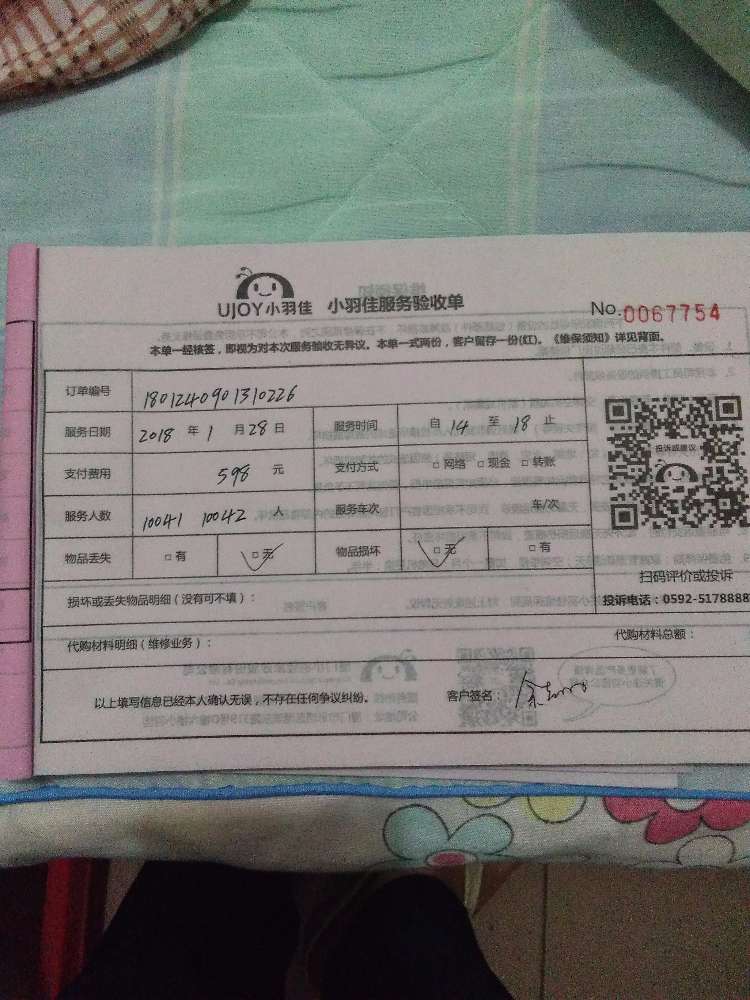 UJOY小羽佳 小羽佳服务验收单 No.0067754
本单一经核签，即视为对本次服务验收无异议。本单一式两份，客户留存一份(红)。《维保须知》详见背面。
订单编号 1801240901310226
服务日期 2018 年 1 月 28 日 服务时间 自 14 至 18 止
支付费用 598 元 支付方式 □网络 □现金 □转账
服务人数 10041 10042 人 服务车次 车/次
物品丢失 □有 □无 物品损坏 □无 □有
投诉或建议
扫码评价或投诉
投诉电话：0592-5178888
损坏或丢失物品明细（没有可不填）：
代购材料明细（维修业务）： 代购材料总额：
以上填写信息已经本人确认无误，不存在任何争议纠纷。 客户签名：